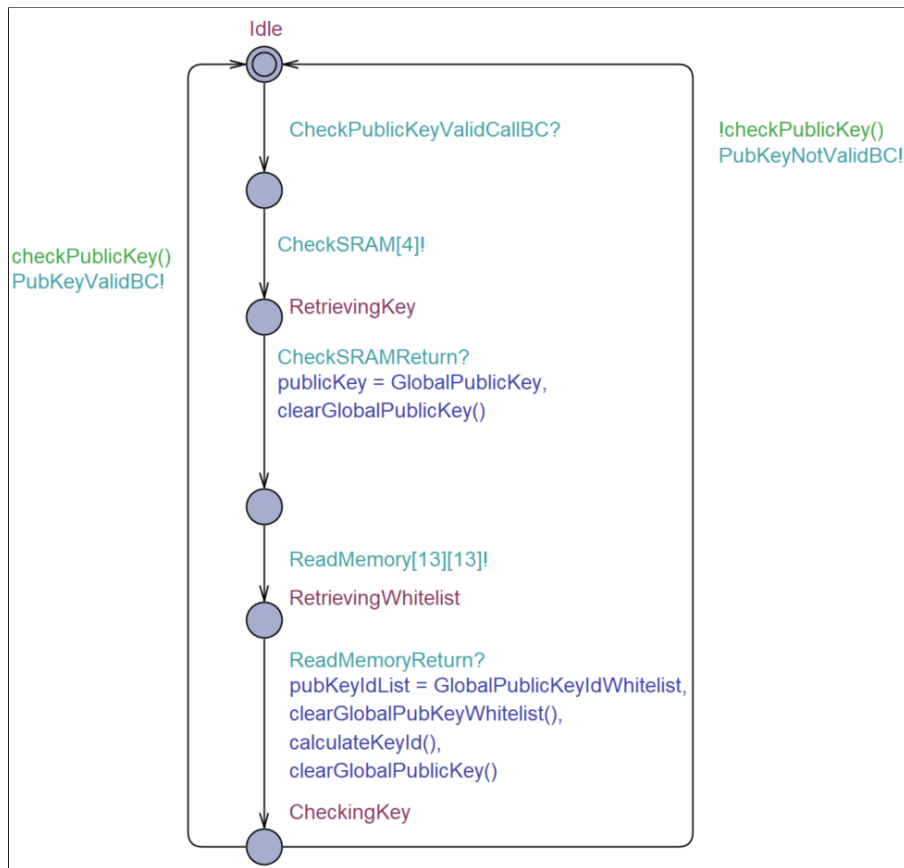 Idle
CheckPublicKeyValidCallBC?
!checkPublicKey()
PubKeyNotValidBC!
CheckSRAM[4]!
checkPublicKey()
PubKeyValidBC!
RetrievingKey
CheckSRAMReturn?
publicKey = GlobalPublicKey,
clearGlobalPublicKey()
ReadMemory[13][13]!
RetrievingWhitelist
ReadMemoryReturn?
pubKeyIdList = GlobalPublicKeyIdWhitelist,
clearGlobalPubKeyWhitelist(),
calculateKeyId(),
clearGlobalPublicKey()
CheckingKey